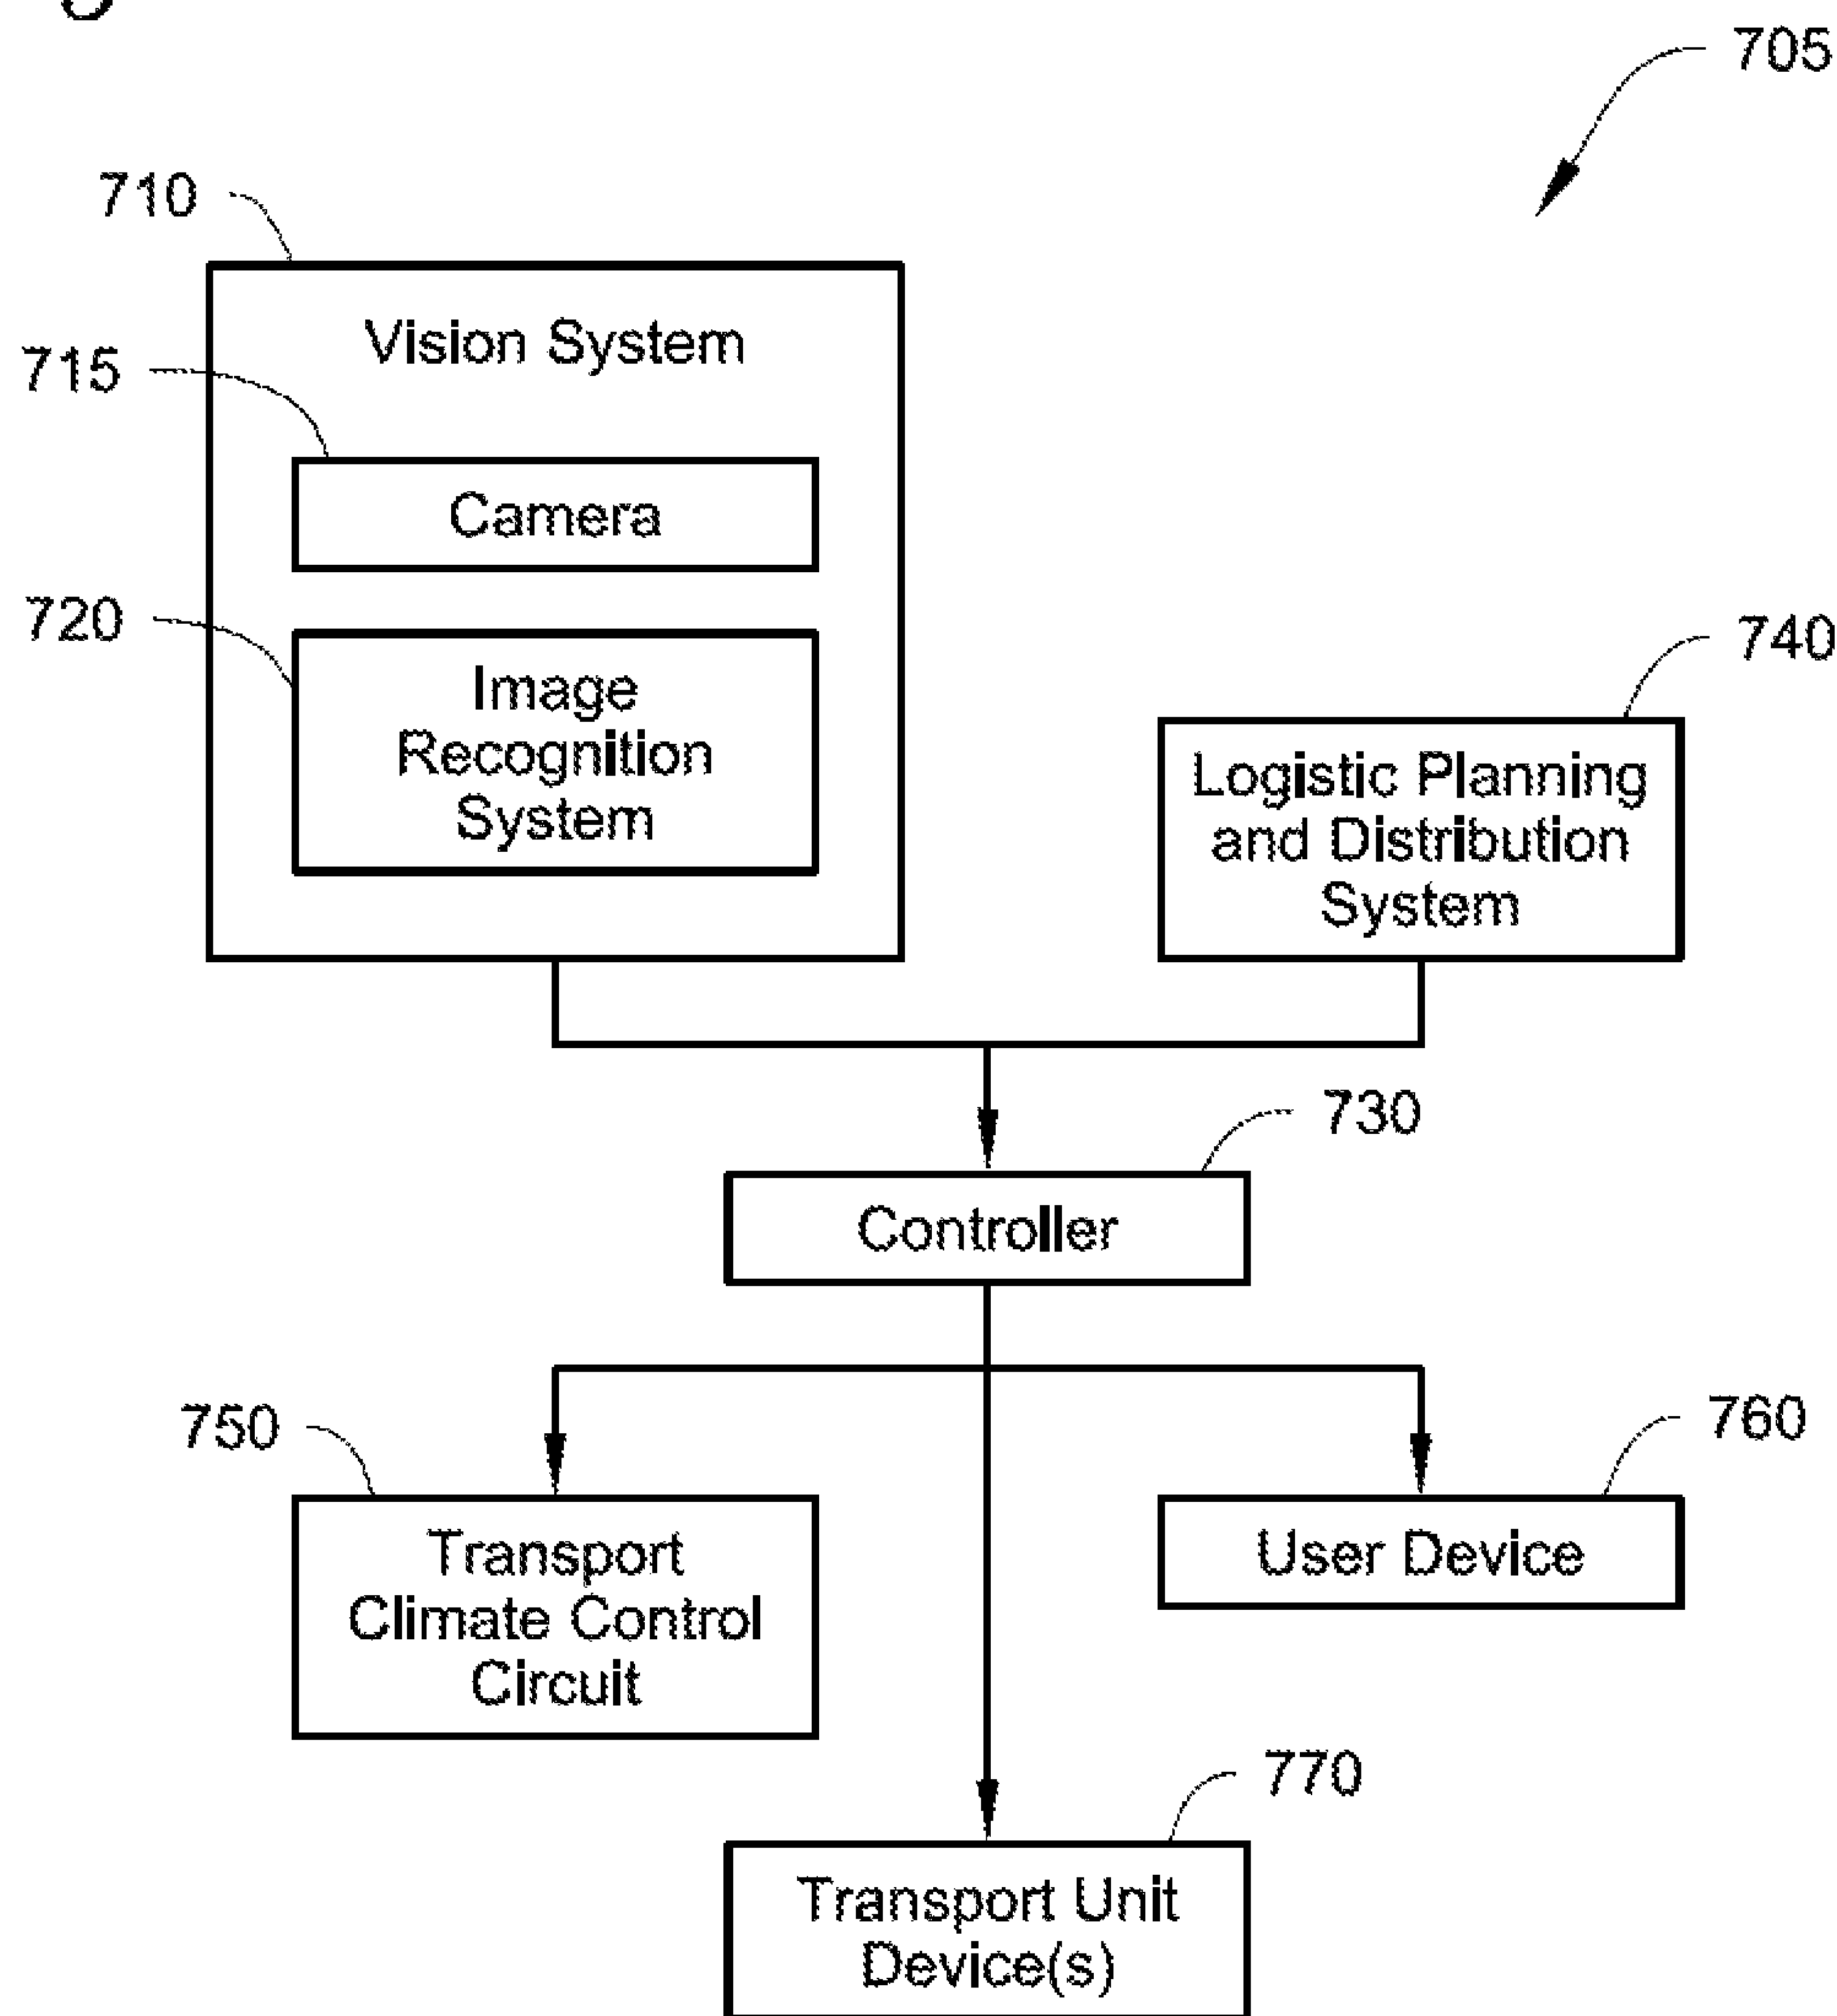 705
710
Vision System
715
Camera
720
Image
Recognition
System
740
Logistic Planning
and Distribution
System
730
Controller
750
Transport
Climate Control
Circuit
760
User Device
770
Transport Unit
Device(s)